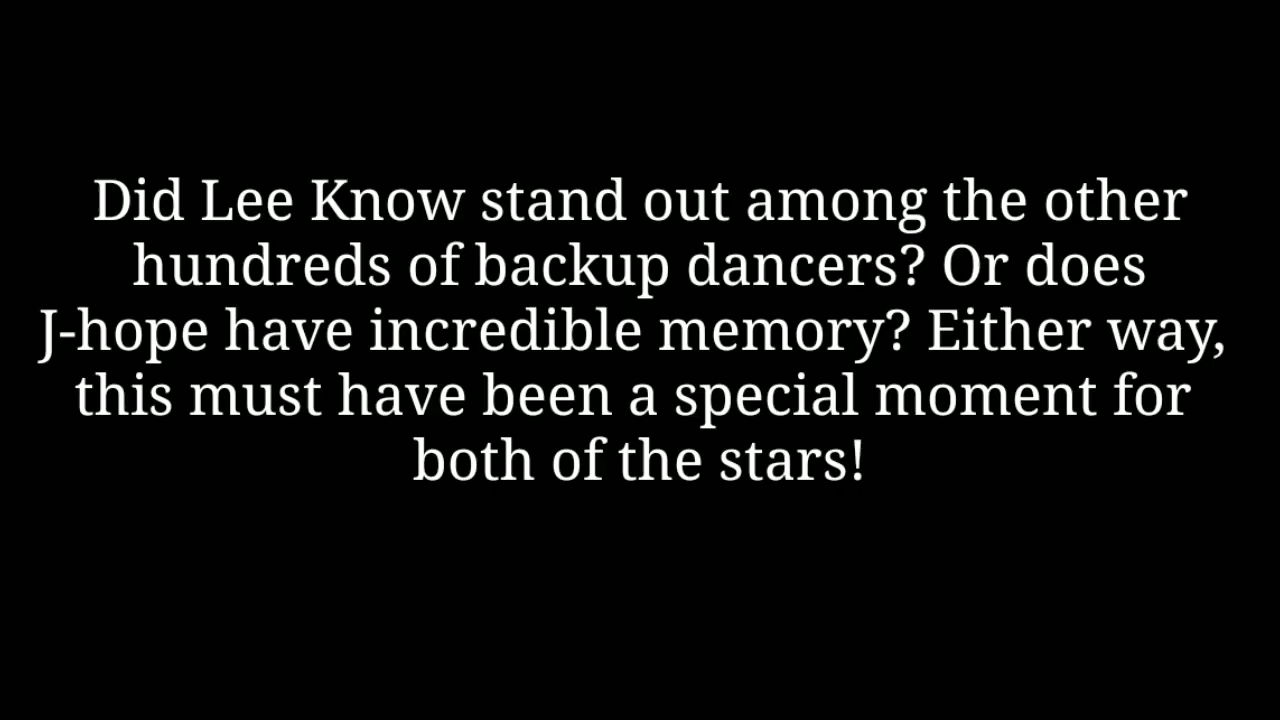 Did Lee Know stand out among the other
hundreds of backup dancers? Or does
J-hope have incredible memory? Either way,
this must have been a special moment for
both of the stars!